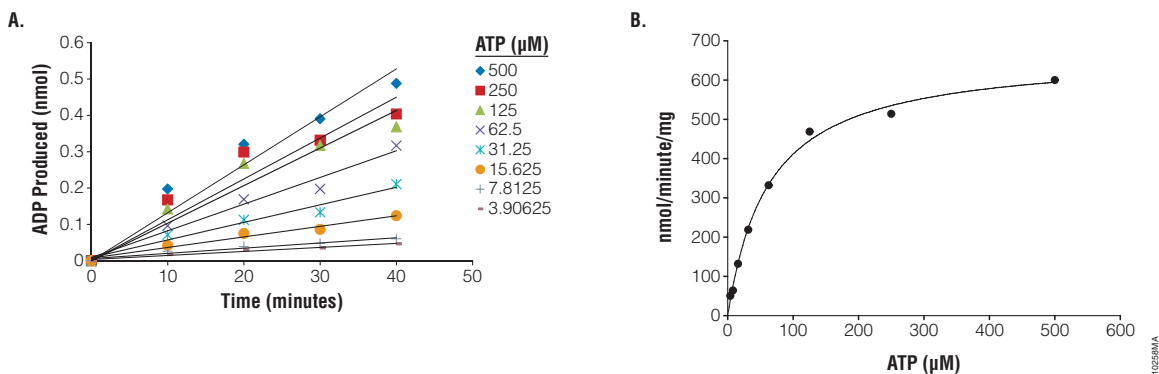 A.
ADP Produced (nmol)
0.6
0.5
0.4
0.3
0.2
0.1
0
0 10 20 30 40 50
Time (minutes)
ATP (µM)
500
250
125
62.5
31.25
15.625
7.8125
3.90625
B.
nmol/minute/mg
700
600
500
400
300
200
100
0
0 100 200 300 400 500 600
ATP (µM)
10258MA